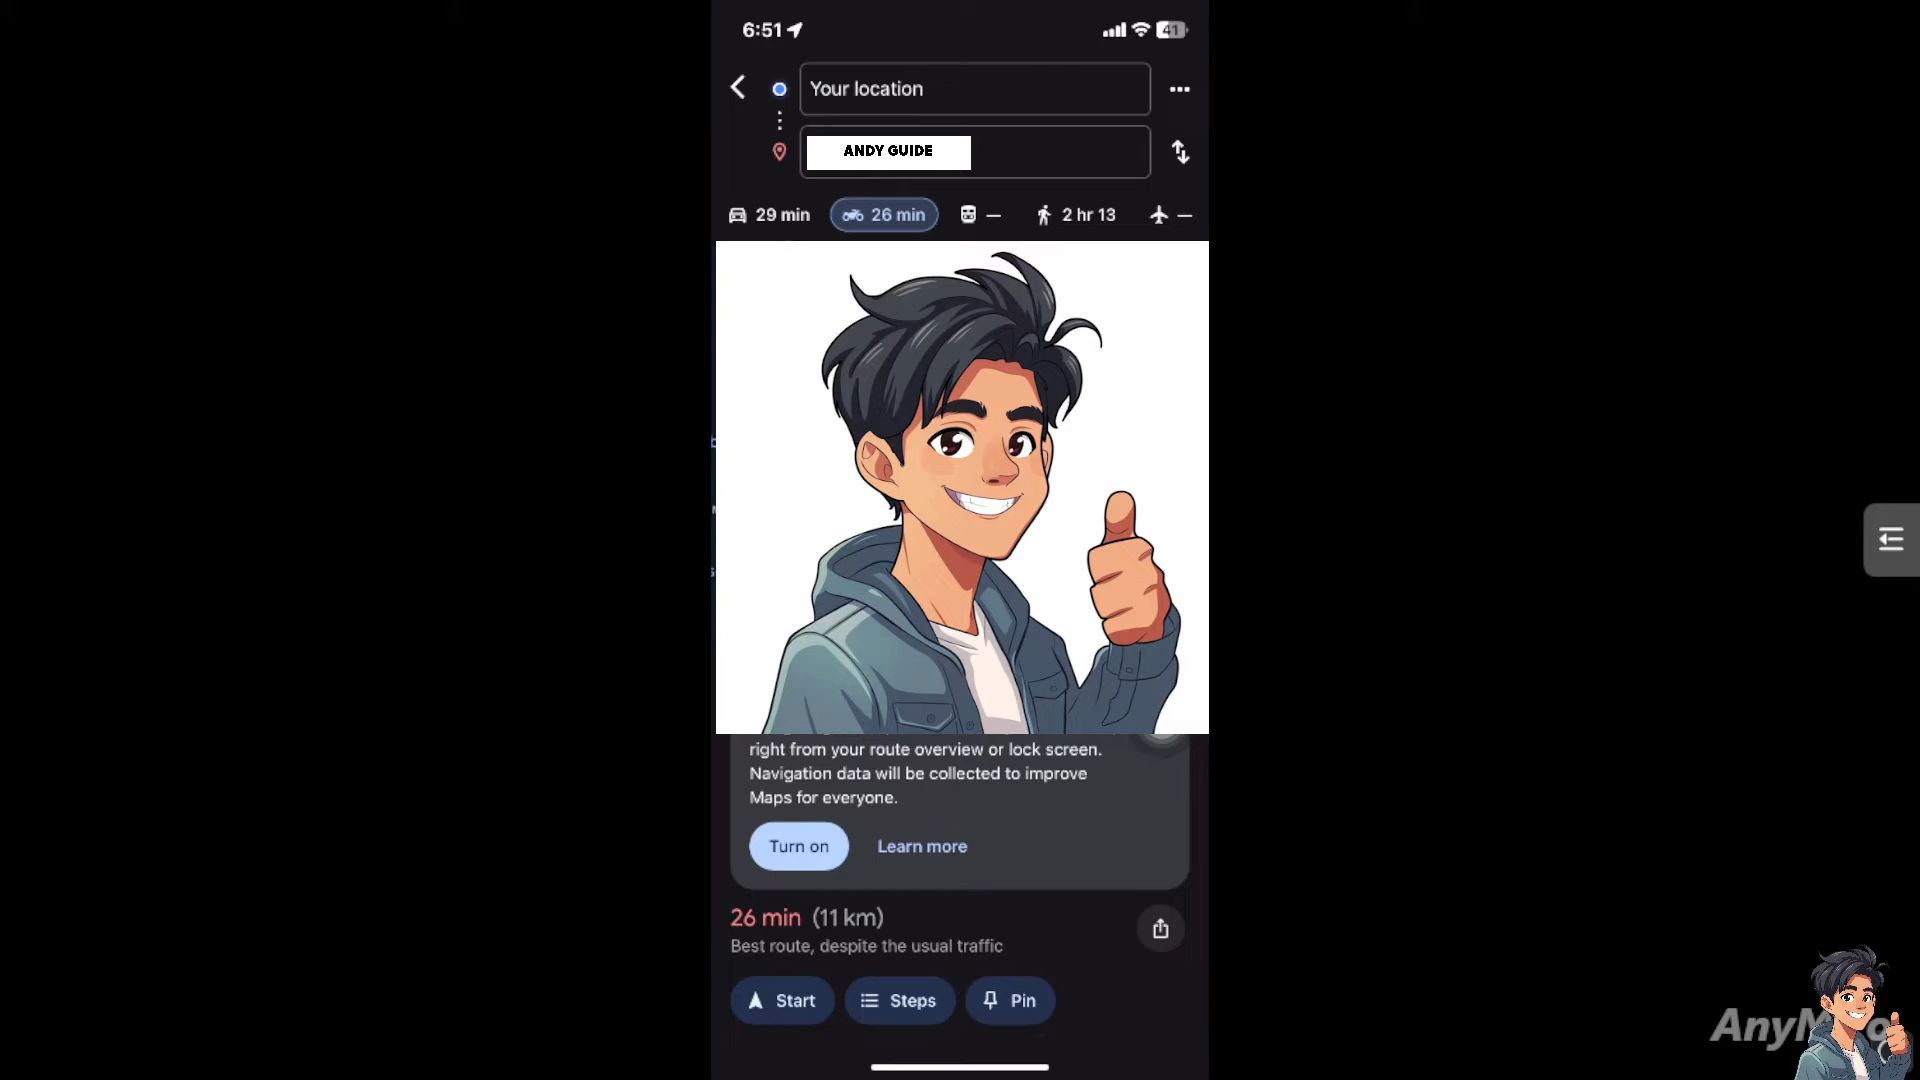 6:51
41
Your location
ANDY GUIDE
29 min
26 min
—
2 hr 13
—
right from your route overview or lock screen.
Navigation data will be collected to improve
Maps for everyone.
Turn on
Learn more
26 min (11 km)
Best route, despite the usual traffic
Start
Steps
Pin